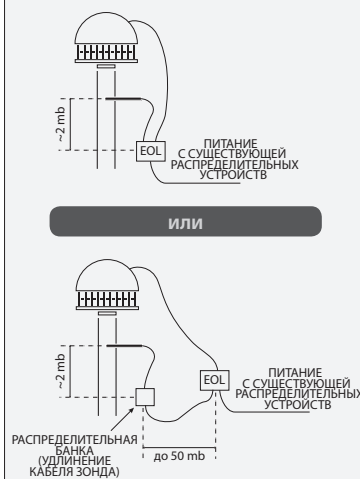 ~2 mb
EOL
ПИТАНИЕ
С СУЩЕСТВУЮЩЕЙ
РАСПРЕДЕЛИТЕЛЬНЫХ
УСТРОЙСТВ
ИЛИ
~2 mb
EOL
ПИТАНИЕ
С СУЩЕСТВУЮЩЕЙ
РАСПРЕДЕЛИТЕЛЬНЫХ
УСТРОЙСТВ
РАСПРЕДЕЛИТЕЛЬНАЯ
БАНКА
(УДЛИНЕНИЕ
КАБЕЛЯ ЗОНДА)
до 50 mb